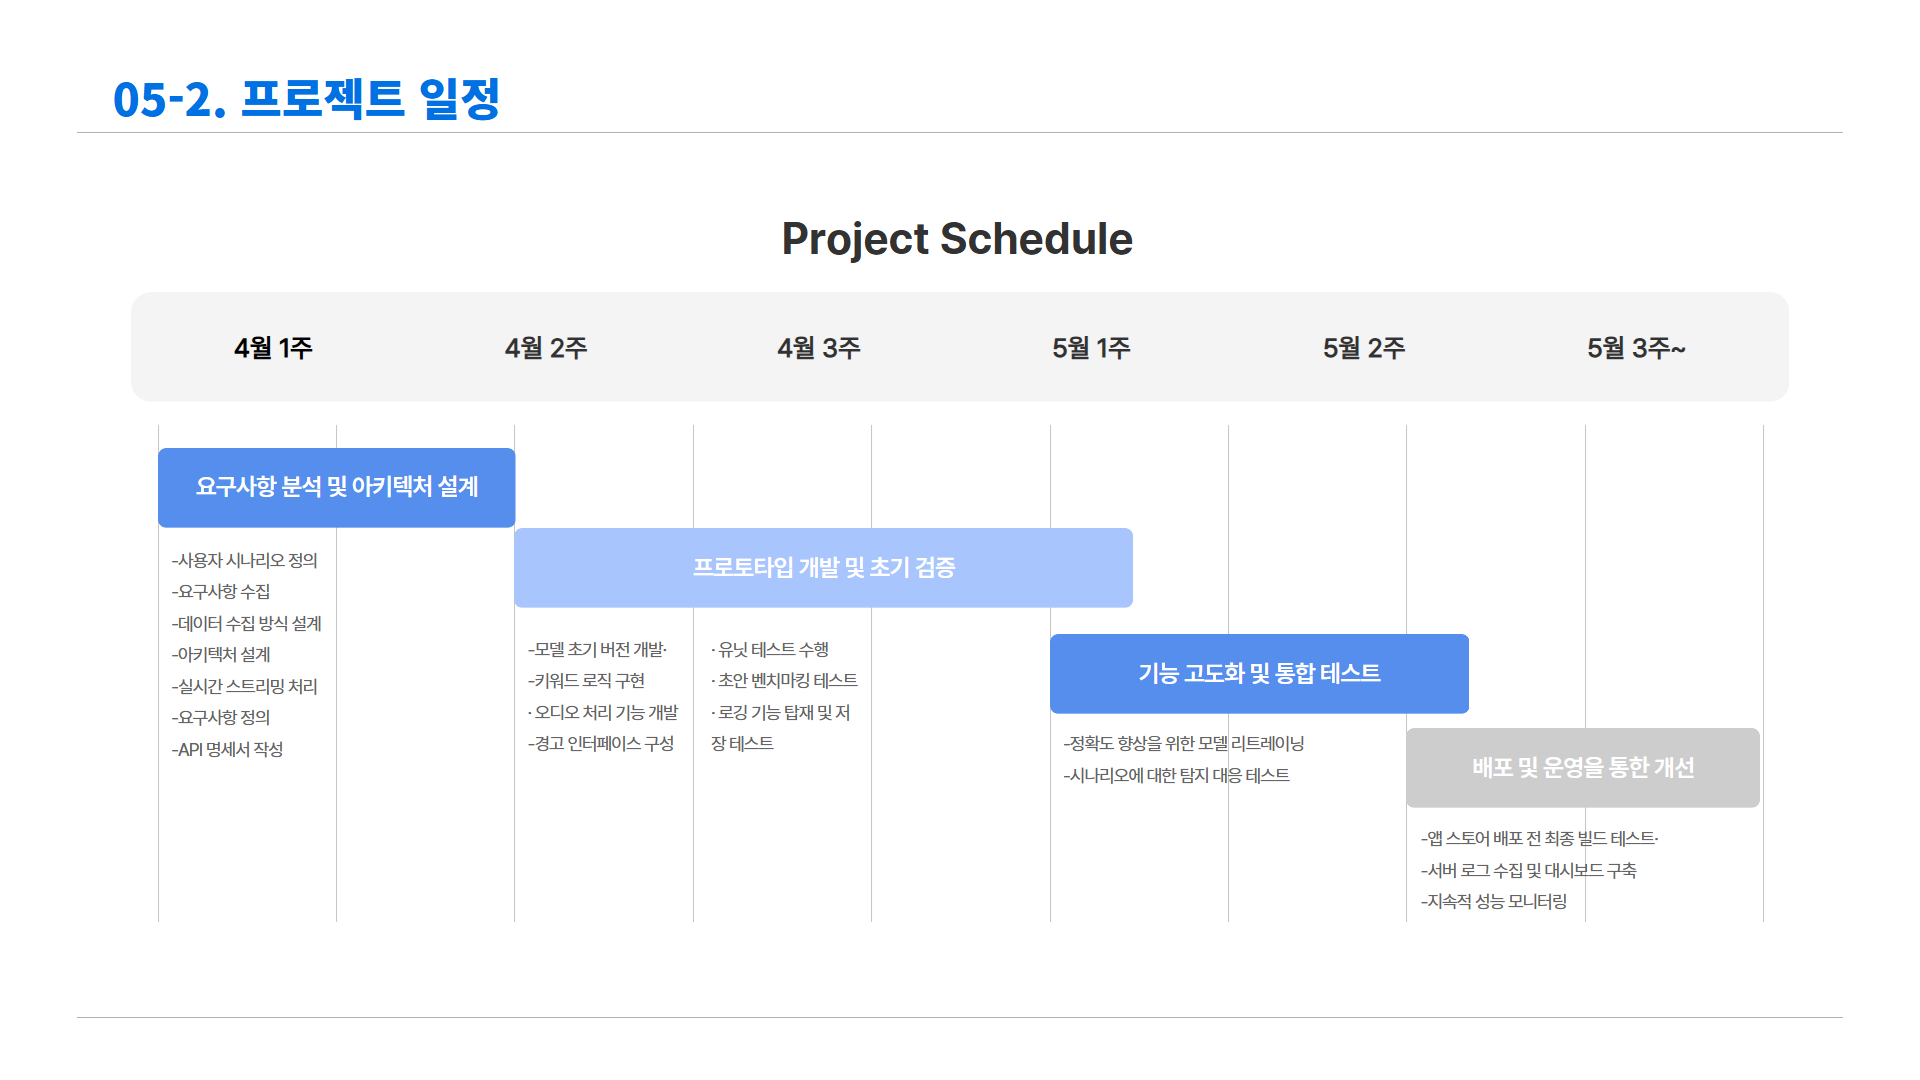 05-2. 프로젝트 일정
Project Schedule
4월 1주
4월 2주
4월 3주
5월 1주
5월 2주
5월 3주~
요구사항 분석 및 아키텍처 설계
-사용자 시나리오 정의
-요구사항 수집
-데이터 수집 방식 설계
-아키텍처 설계
-실시간 스트리밍 처리
-요구사항 정의
-API 명세서 작성
프로토타입 개발 및 초기 검증
-모델 초기 버전 개발·
-키워드 로직 구현
· 오디오 처리 기능 개발
-경고 인터페이스 구성
· 유닛 테스트 수행
· 초안 벤치마킹 테스트
· 로깅 기능 탑재 및 저
장 테스트
기능 고도화 및 통합 테스트
-정확도 향상을 위한 모델 리트레이닝
-시나리오에 대한 탐지 대응 테스트
배포 및 운영을 통한 개선
-앱 스토어 배포 전 최종 빌드 테스트·
-서버 로그 수집 및 대시보드 구축
-지속적 성능 모니터링